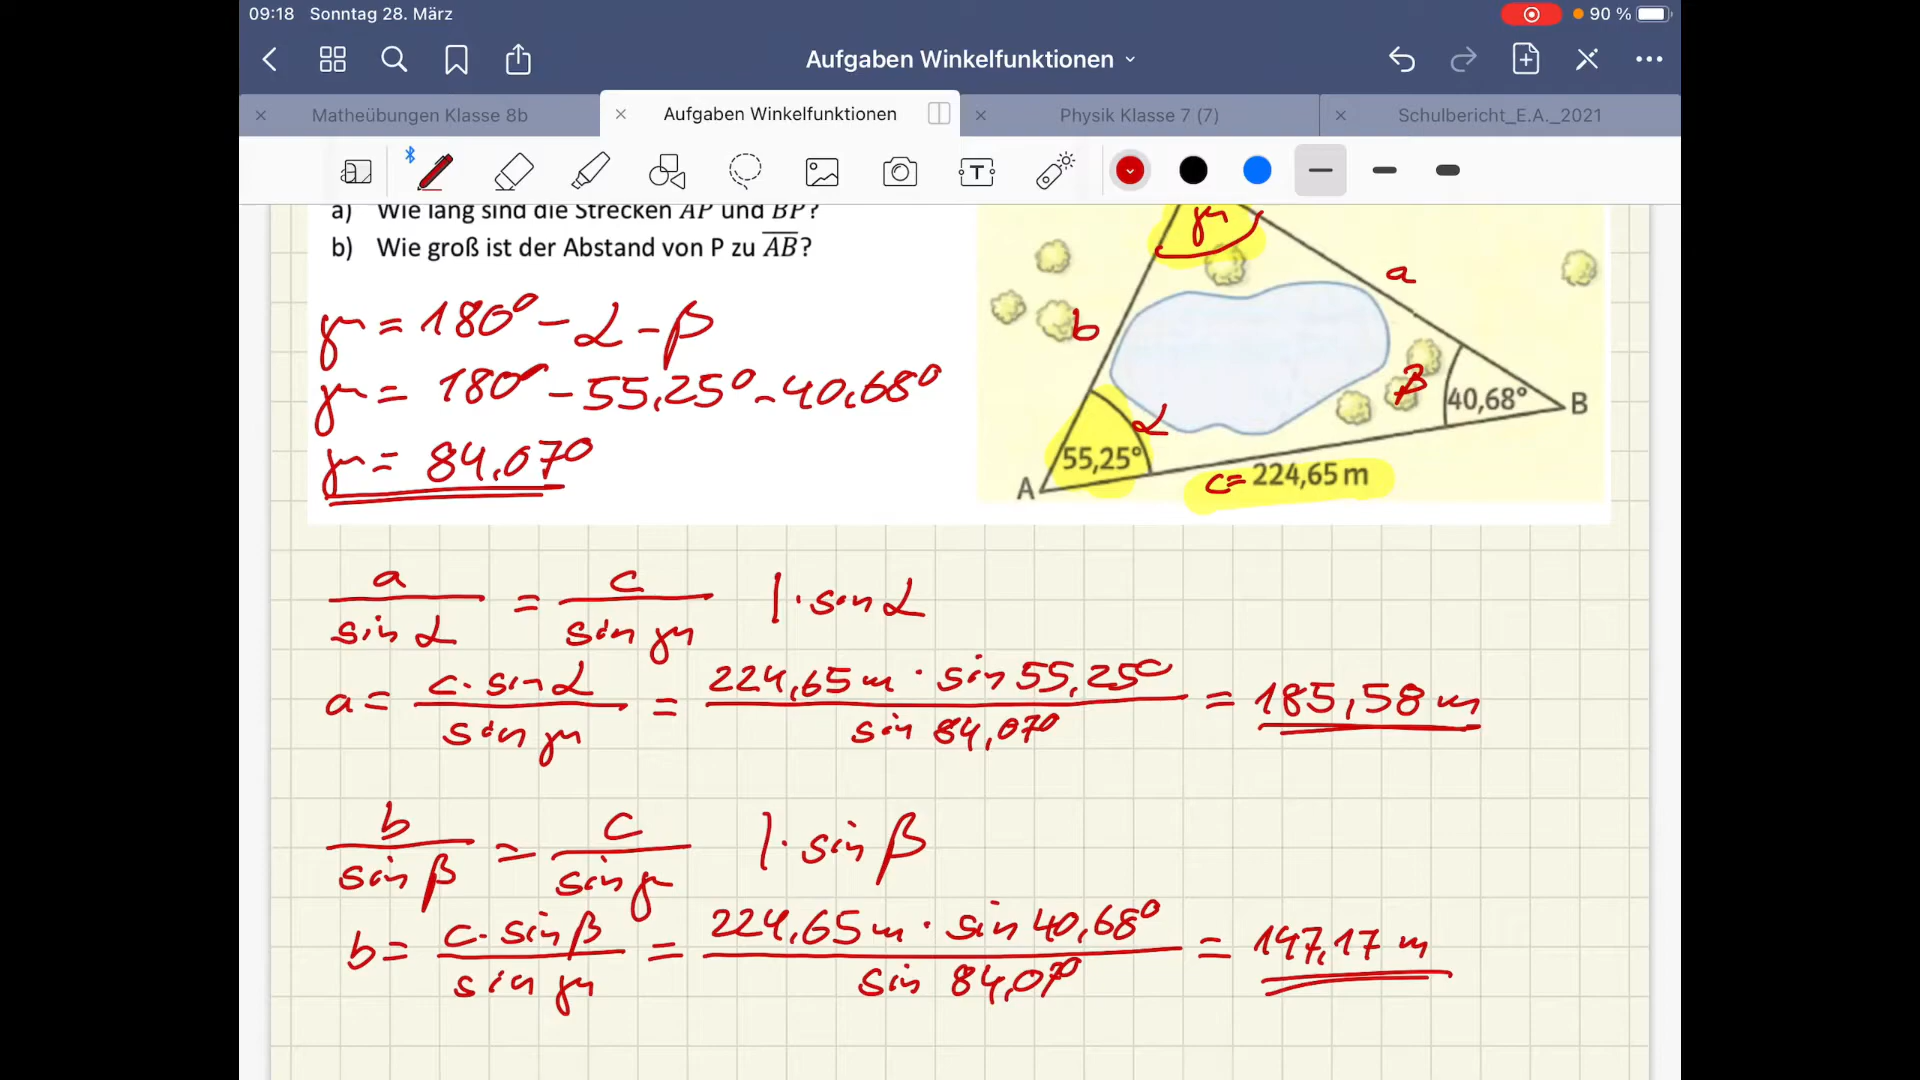 09:18 Sonntag 28. März
90 %
Aufgaben Winkelfunktionen
Matheübungen Klasse 8b
Aufgaben Winkelfunktionen
Physik Klasse 7 (7)
Schulbericht_E.A._2021
a) Wie lang sind die Strecken AP und BP?
b) Wie groß ist der Abstand von P zu AB?
γ
a
b
β
40,68°
B
α
55,25°
A
c= 224,65 m
γ = 180° - α - β
γ = 180° - 55,25° - 40,68°
γ = 84,07°
a/sin α = c/sin γ | · sin α
a = c · sin α/sin γ = 224,65 m · sin 55,25°/sin 84,07° = 185,58 m
b/sin β = c/sin γ | · sin β
b = c · sin β/sin γ = 224,65 m · sin 40,68°/sin 84,07° = 147,17 m